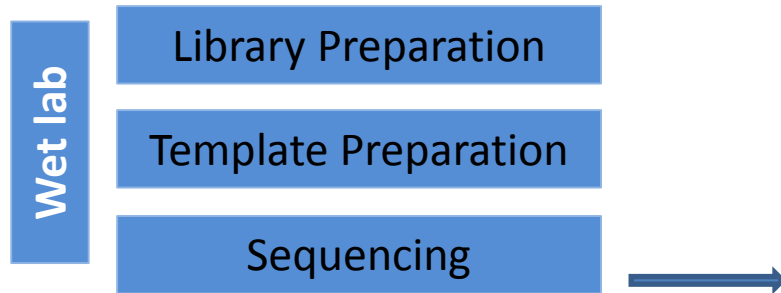 Wet lab
Library Preparation
Template Preparation
Sequencing